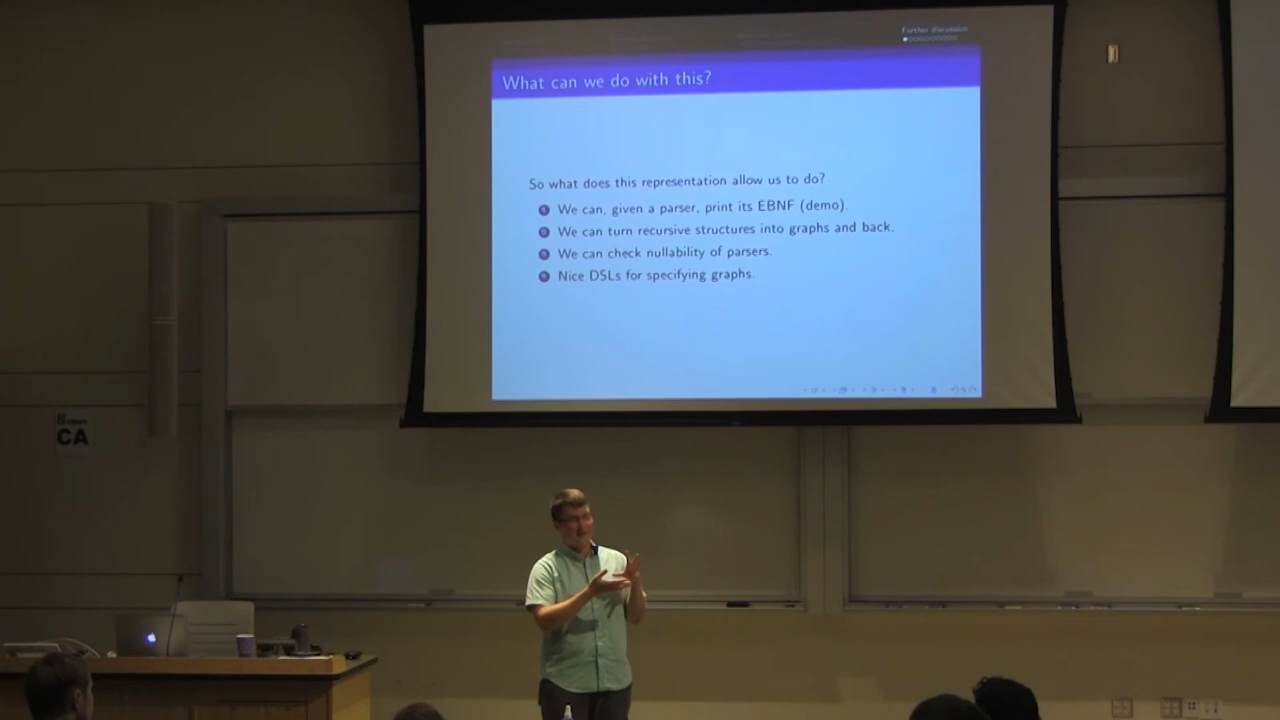 Further discussion
What can we do with this?
So what does this representation allow us to do?
We can, given a parser, print its EBNF (demo).
We can turn recursive structures into graphs and back.
We can check nullability of parsers.
Nice DSLs for specifying graphs.
CA